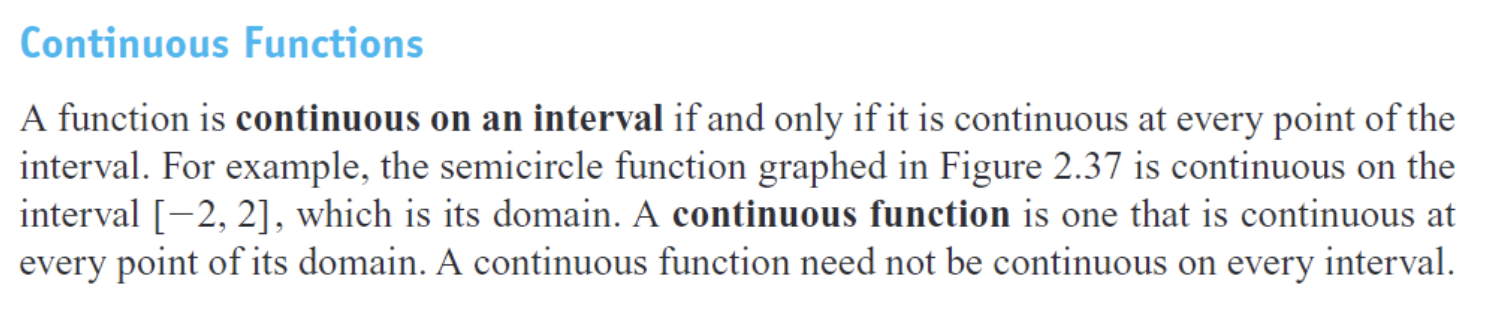 Continuous Functions
A function is continuous on an interval if and only if it is continuous at every point of the
interval. For example, the semicircle function graphed in Figure 2.37 is continuous on the
interval [−2, 2], which is its domain. A continuous function is one that is continuous at
every point of its domain. A continuous function need not be continuous on every interval.